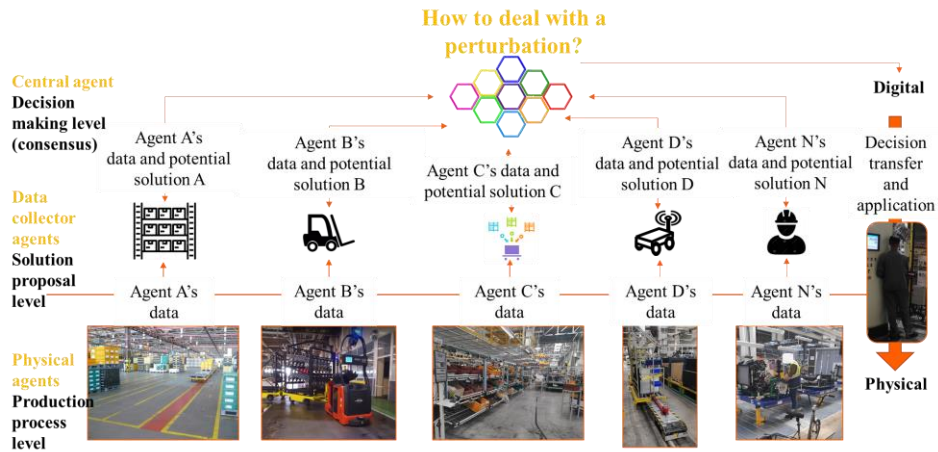 How to deal with a
perturbation?
Central agent
Decision
making level
(consensus)
Digital
Agent A's
data and potential
solution A
Agent B's
data and potential
solution B
Agent C's data and
potential solution C
Agent D's
data and potential
solution D
Agent N's
data and potential
solution N
Decision
transfer
and
application
Data
collector
agents
Solution
proposal
level
Agent A's
data
Agent B's
data
Agent C's
data
Agent D's
data
Agent N's
data
Physical
agents
Production
process
level
Physical